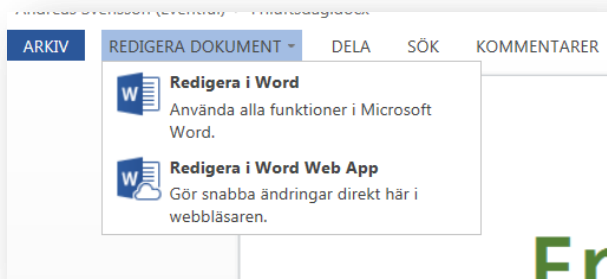 ARKIV REDIGERA DOKUMENT DELA SÖK KOMMENTARER
Redigera i Word
Använda alla funktioner i Microsoft
Word.
Redigera i Word Web App
Gör snabba ändringar direkt här i
webbläsaren.